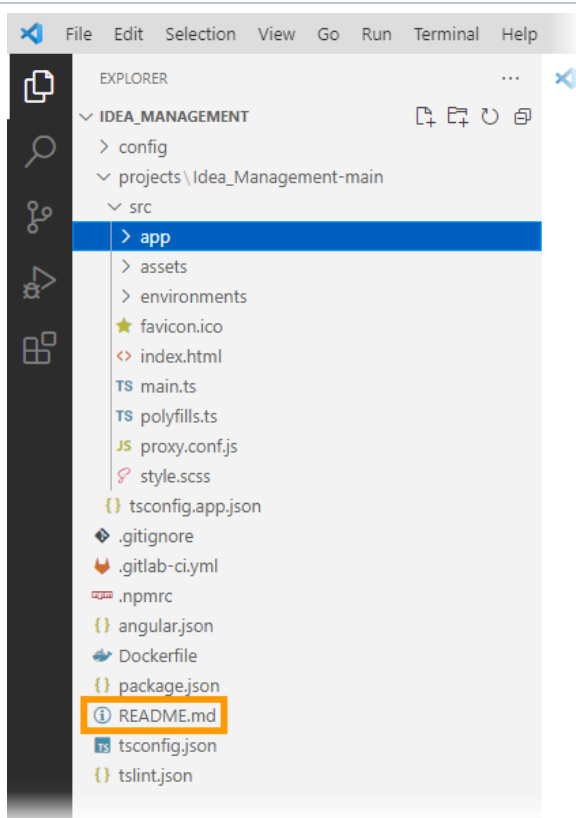 File Edit Selection View Go Run Terminal Help
EXPLORER
IDEA_MANAGEMENT
config
projects\Idea_Management-main
src
app
assets
environments
favicon.ico
<> index.html
TS main.ts
TS polyfills.ts
JS proxy.conf.js
style.scss
{} tsconfig.app.json
.gitignore
.gitlab-ci.yml
npm .npmrc
{} angular.json
Dockerfile
{} package.json
README.md
TS tsconfig.json
{} tslint.json